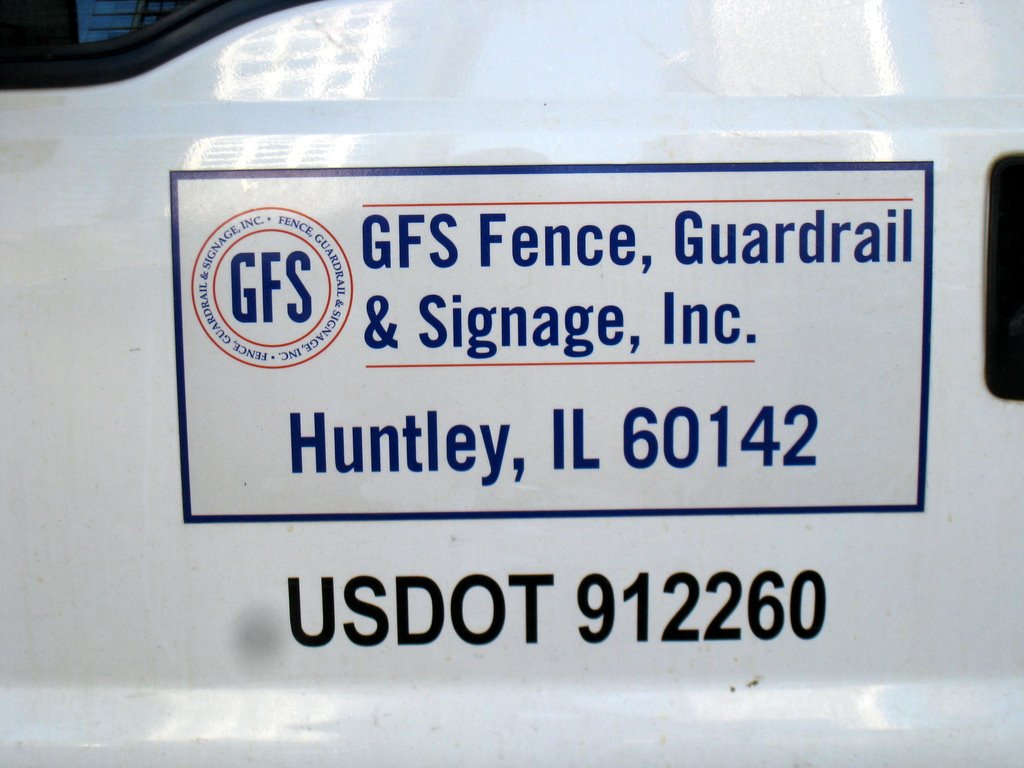 FENCE, GUARDRAIL & SIGNAGE, INC. • FENCE, GUARDRAIL & SIGNAGE, INC. •
GFS
GFS Fence, Guardrail
& Signage, Inc.
Huntley, IL 60142
USDOT 912260